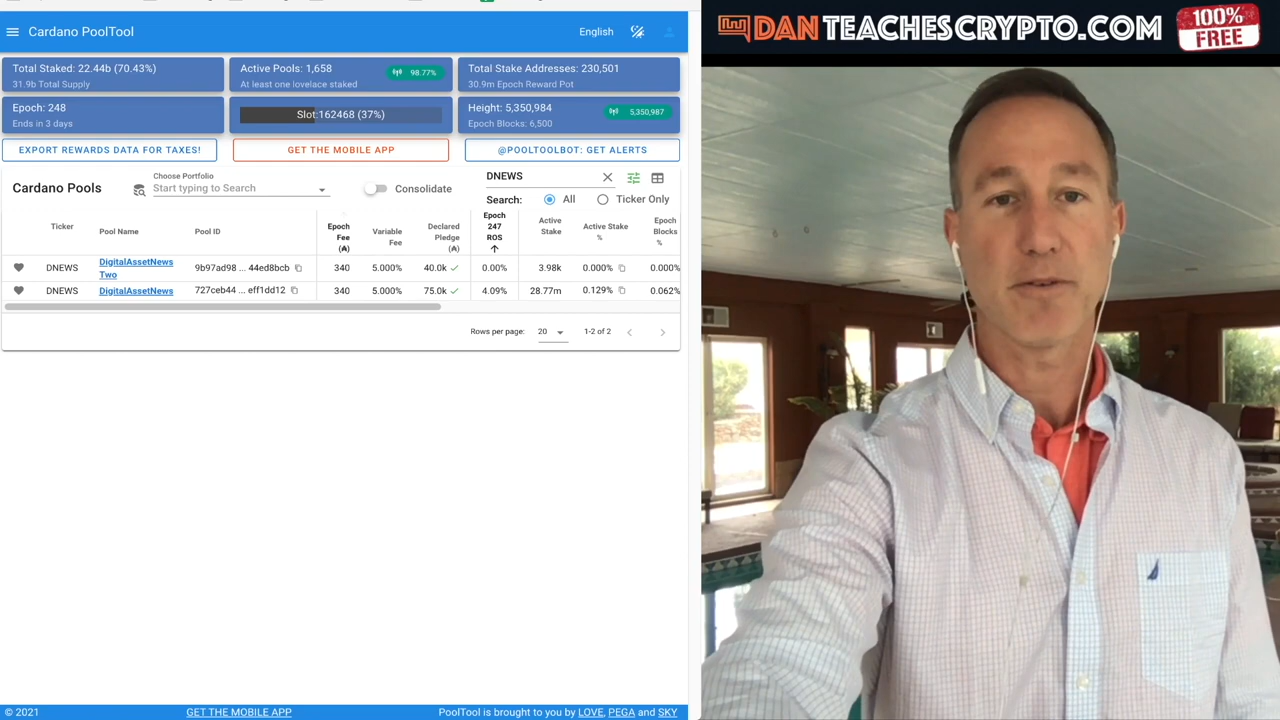 Cardano PoolTool
English
Total Staked: 22.44b (70.43%)
31.9b Total Supply
Active Pools: 1,658
98.77%
At least one lovelace staked
Total Stake Addresses: 230,501
30.9m Epoch Reward Pot
Epoch: 248
Ends in 3 days
Slot:162468 (37%)
Height: 5,350,984
5,350,987
Epoch Blocks: 6,500
EXPORT REWARDS DATA FOR TAXES!
GET THE MOBILE APP
@POOLTOOLBOT: GET ALERTS
Cardano Pools
Choose Portfolio
Start typing to Search
Consolidate
DNEWS
Search: All Ticker Only
Ticker
Pool Name
Pool ID
Epoch
Fee
(₳)
Variable
Fee
Declared
Pledge
(₳)
Epoch
247
ROS
Active
Stake
Active Stake
%
Epoch
Blocks
%
DNEWS DigitalAssetNews Two 9b97ad98 ... 44ed8bcb 340 5.000% 40.0k 0.00% 3.98k 0.000% 0.000%
DNEWS DigitalAssetNews 727ceb44 ... eff1dd12 340 5.000% 75.0k 4.09% 28.77m 0.129% 0.062%
Rows per page: 20 1-2 of 2
© 2021
GET THE MOBILE APP
PoolTool is brought to you by LOVE, PEGA and SKY
DANTEACHESCRYPTO.COM
100%
FREE